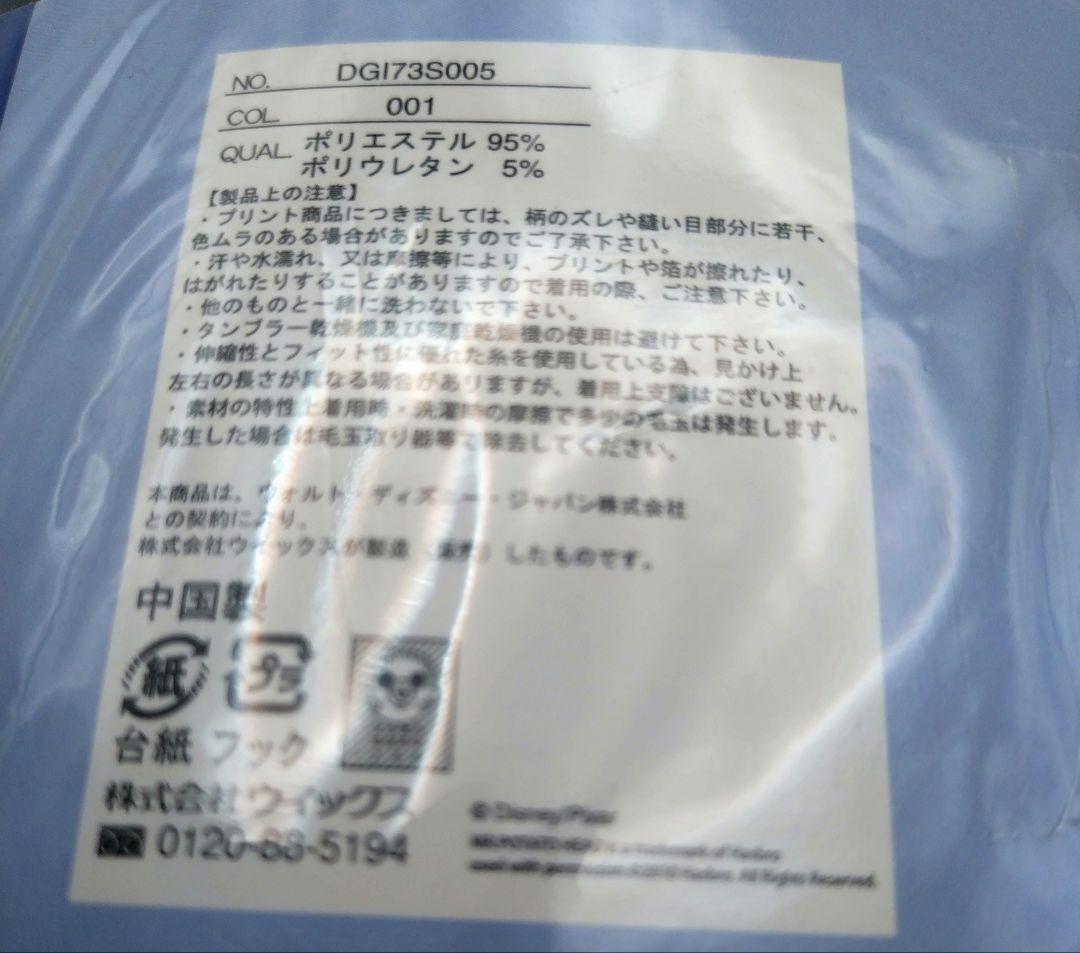 NO. DGI73S005
COL. 001
QUAL. ポリエステル 95%
ポリウレタン 5%
【製品上の注意】
・プリント商品につきましては、柄のズレや縫い目部分に若干、
色ムラのある場合がありますのでご了承下さい。
・汗や水濡れ、又は摩擦等により、プリントや箔が擦れたり、
はがれたりすることがありますので着用の際、ご注意下さい。
・他のものと一緒に洗わないで下さい。
・タンブラー乾燥機及び家庭乾燥機の使用は避けて下さい。
・伸縮性とフィット性に優れた糸を使用している為、見かけ上
左右の長さが異なる場合がありますが、着用上支障はございません。
・素材の特性上着用時・洗濯時の摩擦で多少の毛玉は発生します。
発生した場合は毛玉取り器等で除去してください。
本商品は、ウォルト・ディズニー・ジャパン株式会社
との契約により、
株式会社ウイックスが製造（販売）したものです。
中国製
紙 プラ
台紙 フック
株式会社ウイックス
0120-88-5194
© Disney/Pixar
MR.POTATO HEAD is a trademark of Hasbro
used with permission. Hasbro. All Rights Reserved.